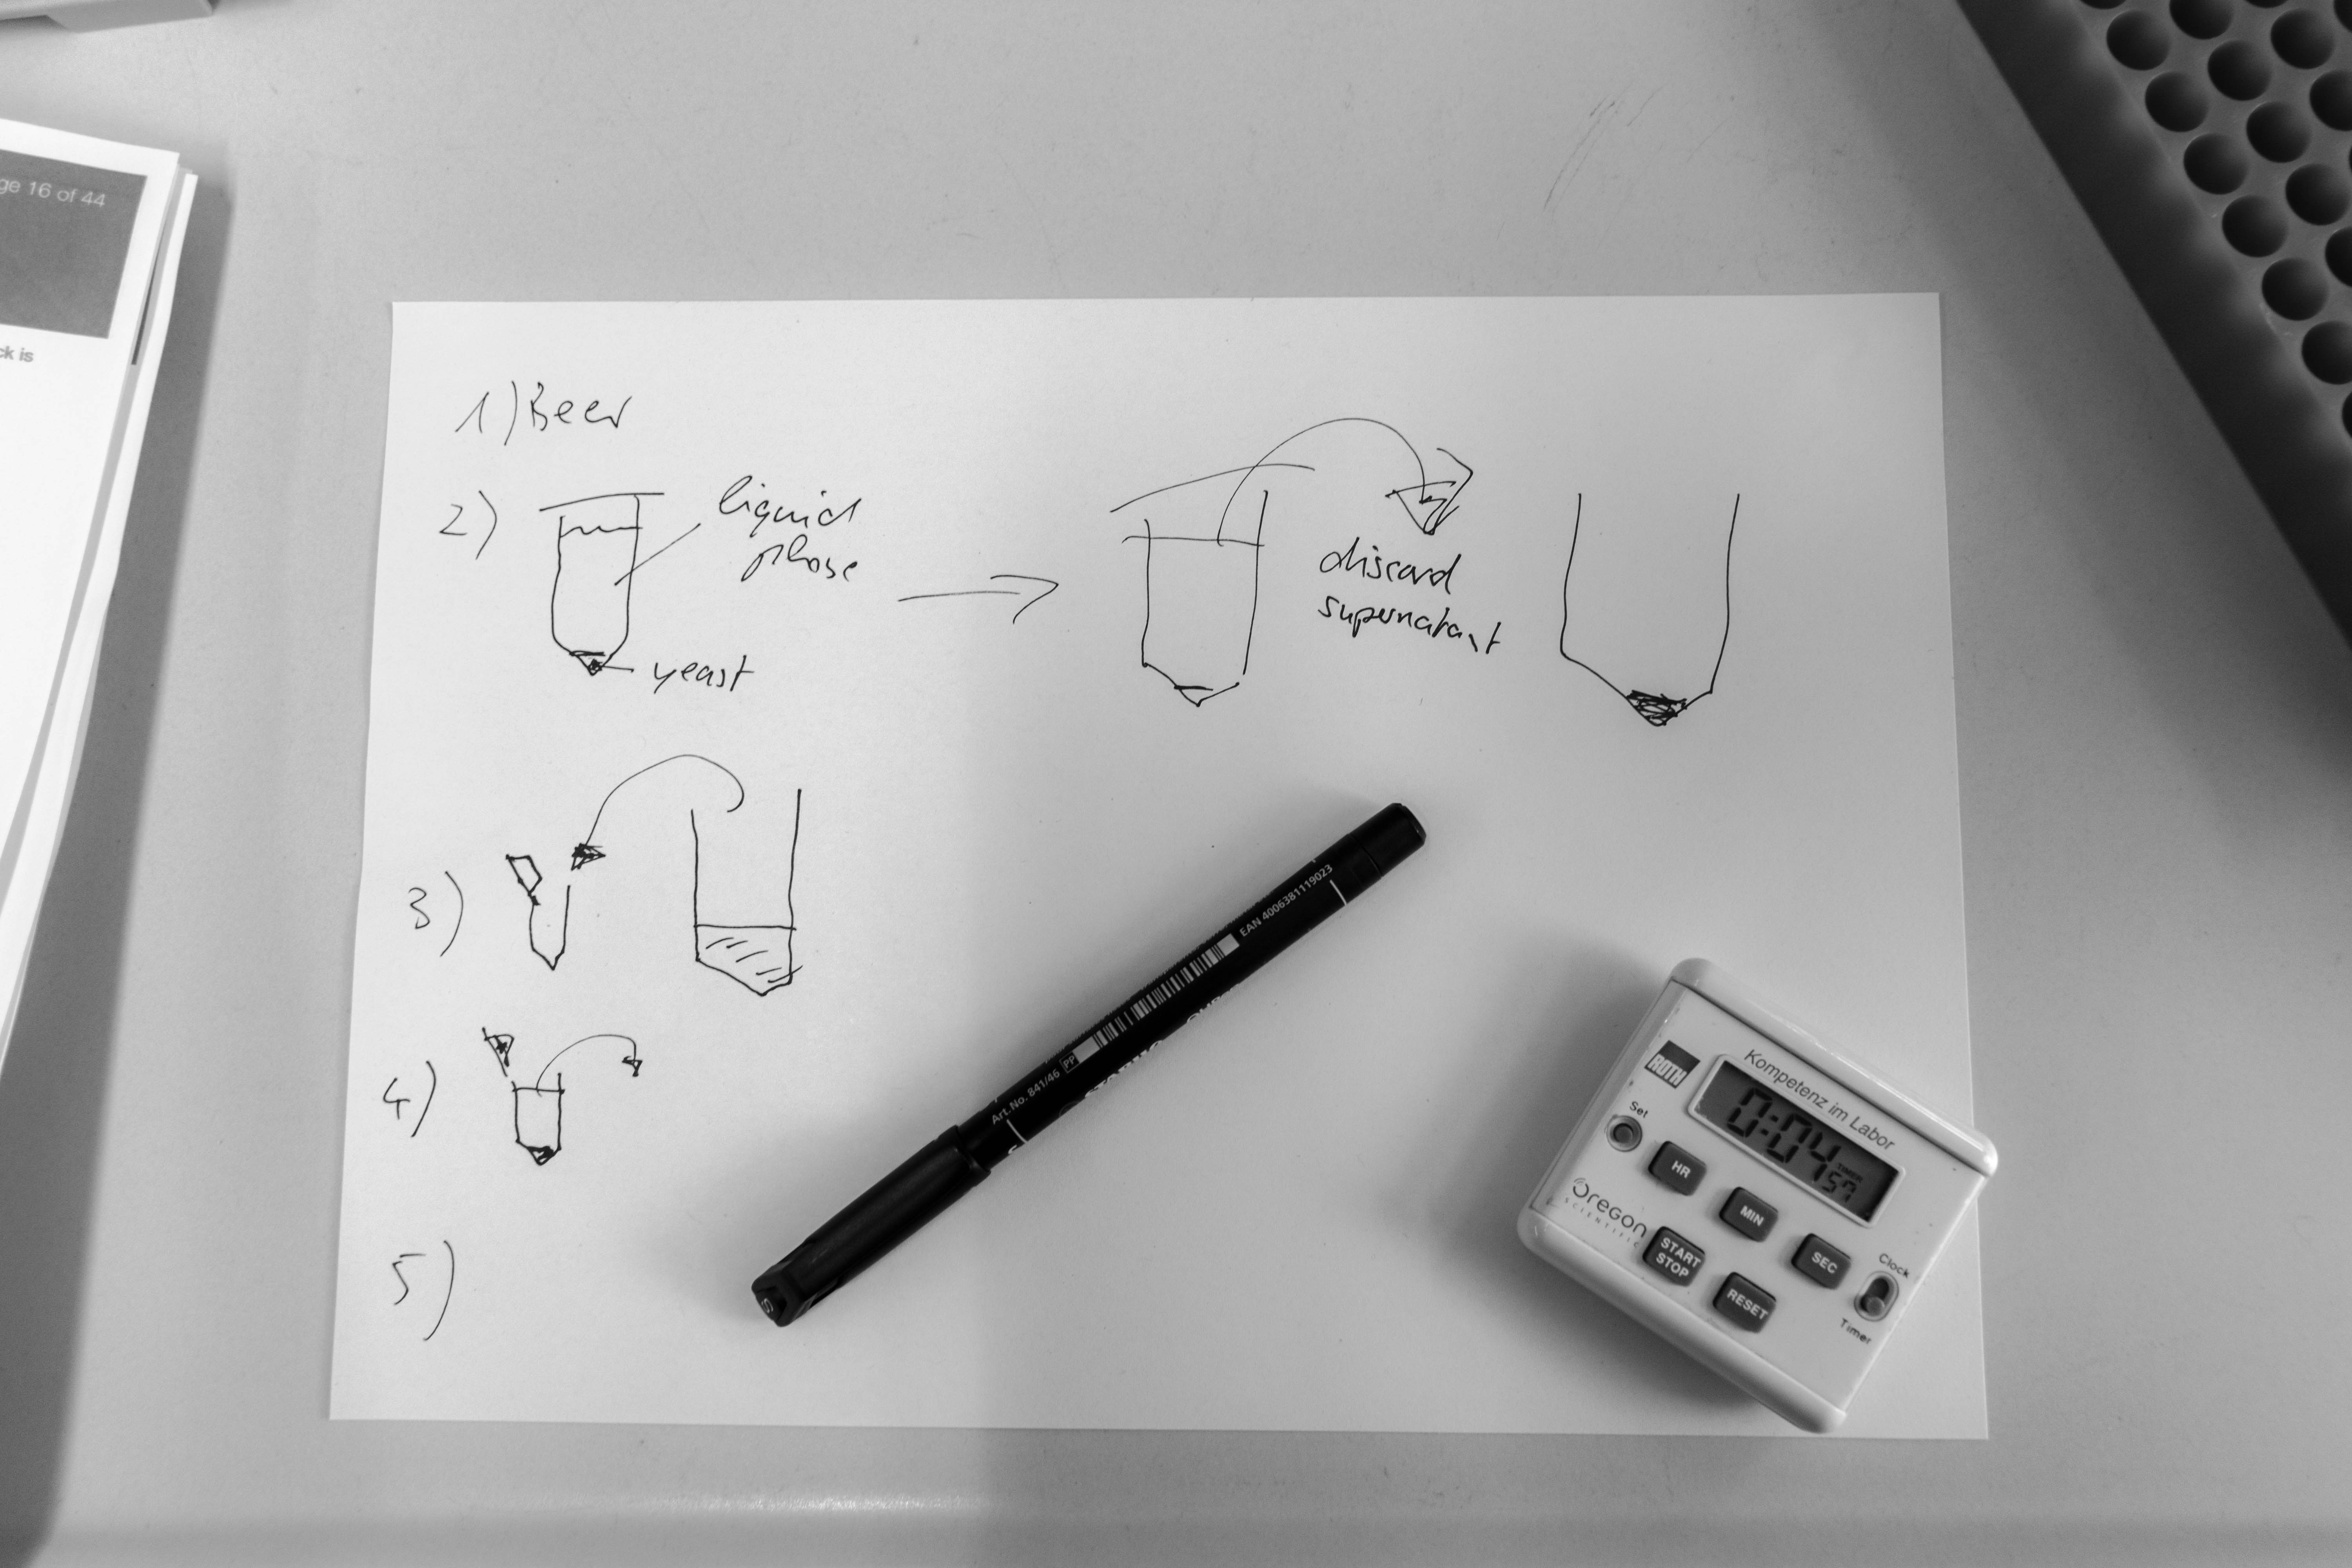 ge 16 of 44
ck is
1) Beer
2)
liquid
phase
yeast
discard
supernatant
3)
4)
5)
EAN 4006381119023
PP
Art.No. 841/46
ROTH
Kompetenz im Labor
0:04 57
TIMER
Set
HR
MIN
SEC
Oregon
SCIENTIFIC
START
STOP
RESET
Clock
Timer